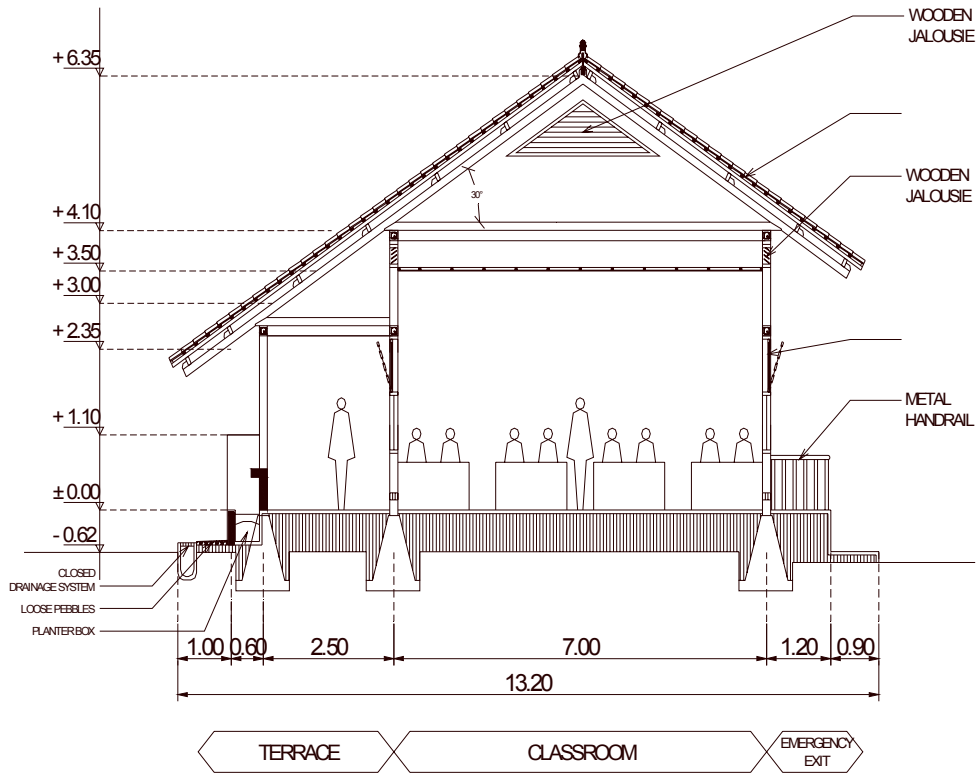 WOODEN
JALOUSIE
+6.35
WOODEN
JALOUSIE
30°
+4.10
+3.50
+3.00
+2.35
METAL
HANDRAIL
+1.10
±0.00
-0.62
CLOSED
DRAINAGE SYSTEM
LOOSE PEBBLES
PLANTER BOX
1.00 0.60 2.50 7.00 1.20 0.90
13.20
TERRACE CLASSROOM EMERGENCY
EXIT